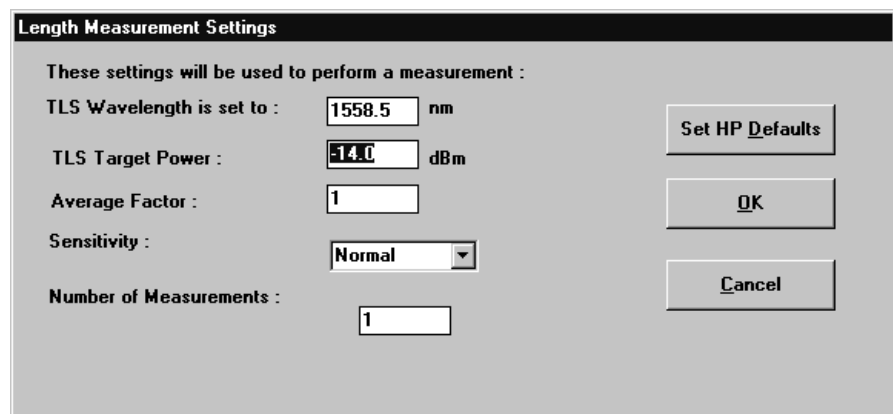 Length Measurement Settings
These settings will be used to perform a measurement :
TLS Wavelength is set to : 1558.5 nm
TLS Target Power : -14.0 dBm
Average Factor : 1
Sensitivity : Normal
Number of Measurements : 1
Set HP Defaults
OK
Cancel